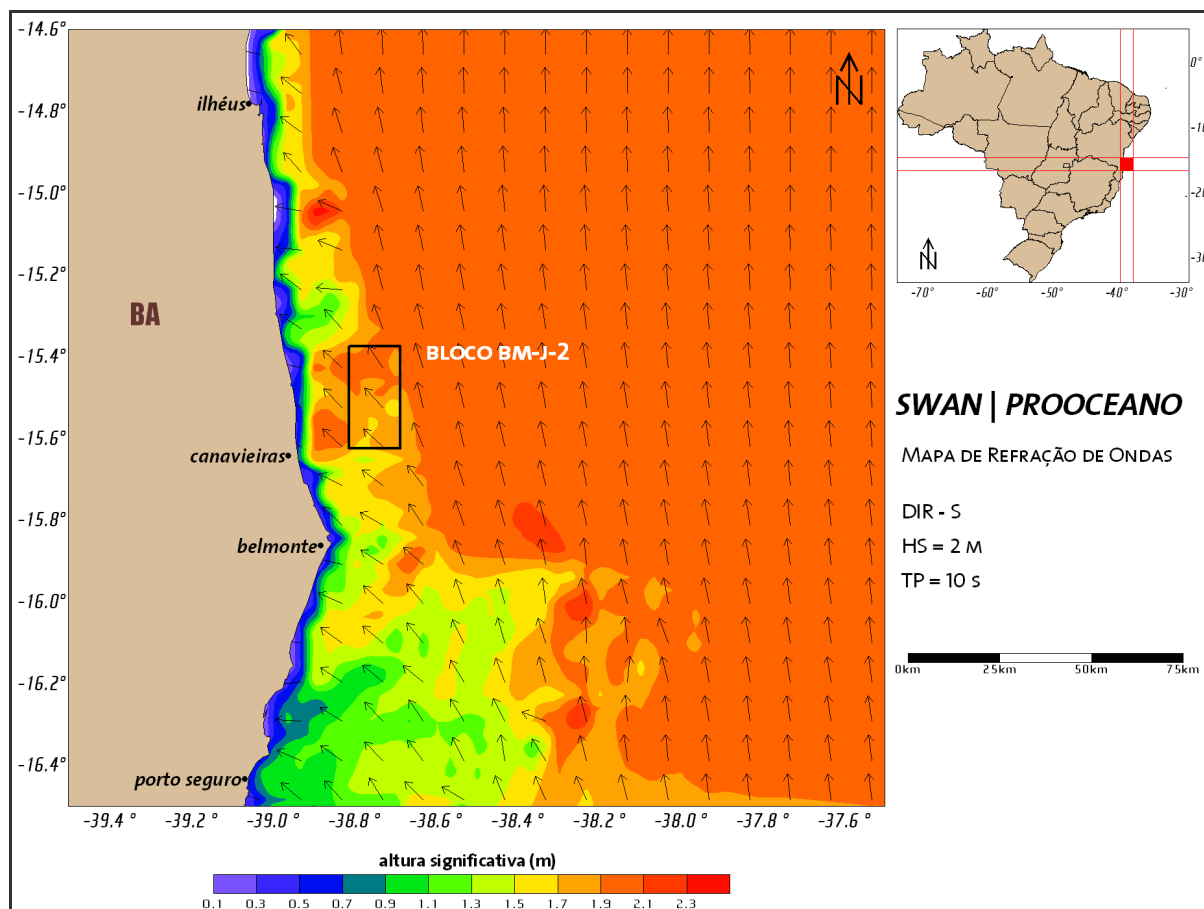 -14.6°
-14.8°
-15.0°
-15.2°
-15.4°
-15.6°
-15.8°
-16.0°
-16.2°
-16.4°
ilhéus
canavieiras
belmonte
porto seguro
BA
BLOCO BM-J-2
N
-39.4 °
-39.2 °
-39.0 °
-38.8 °
-38.6 °
-38.4 °
-38.2 °
-38.0 °
-37.8 °
-37.6 °
altura significativa (m)
0.1 0.3 0.5 0.7 0.9 1.1 1.3 1.5 1.7 1.9 2.1 2.3
0°
-10
-20
-30
N
-70° -60° -50° -40° -30°
SWAN | PROOCEANO
MAPA DE REFRAÇÃO DE ONDAS
DIR - S
HS = 2 M
TP = 10 S
0km 25km 50km 75km